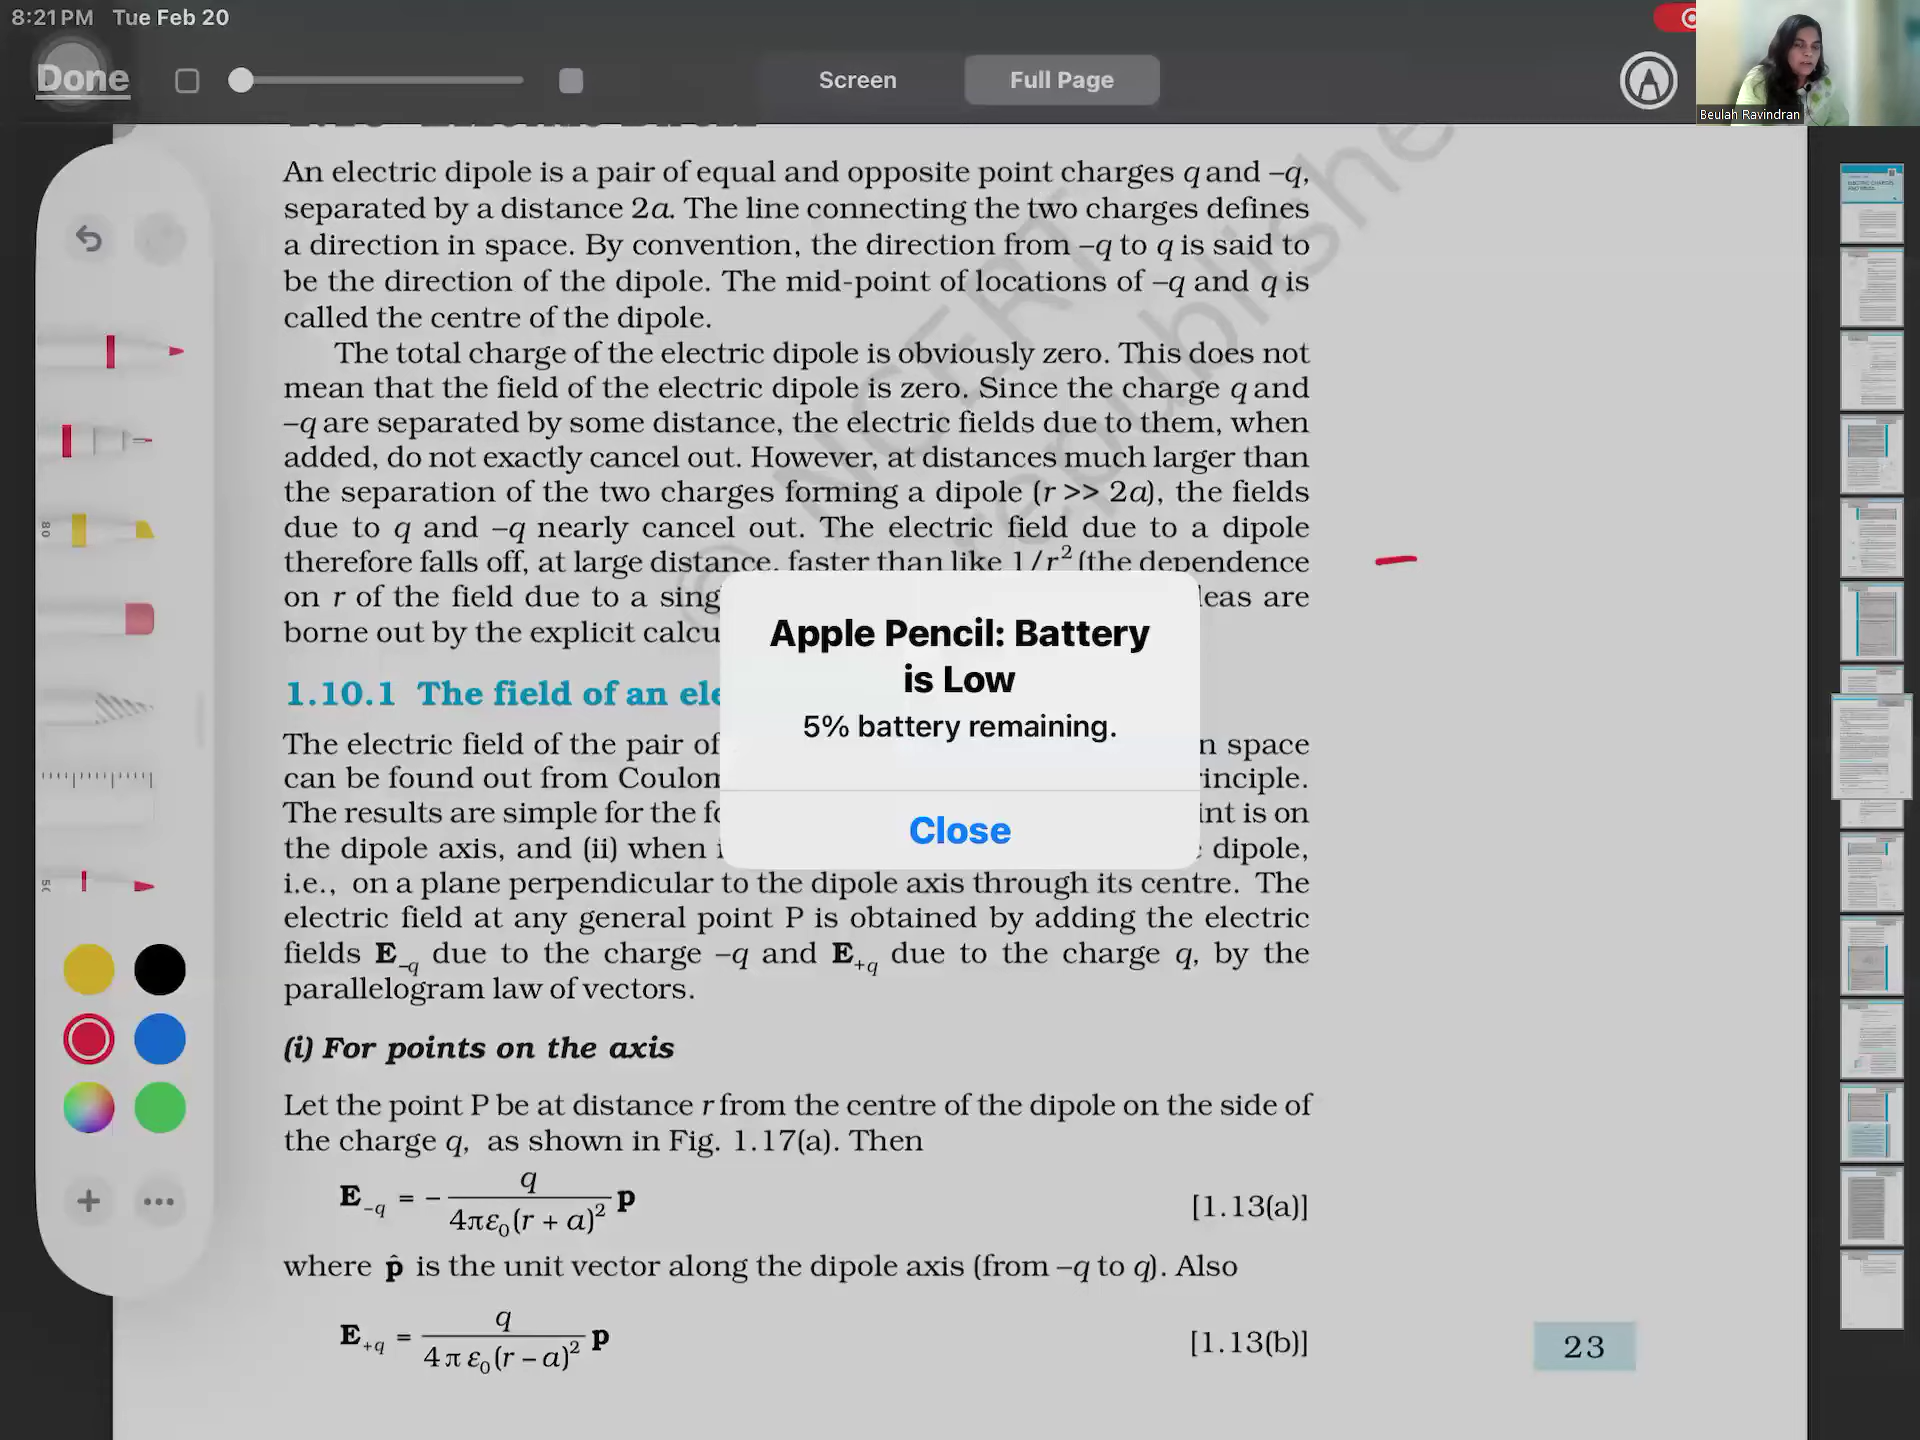 8:21 PM Tue Feb 20
Done
Screen
Full Page
Beulah Ravindran
An electric dipole is a pair of equal and opposite point charges q and –q,
separated by a distance 2a. The line connecting the two charges defines
a direction in space. By convention, the direction from –q to q is said to
be the direction of the dipole. The mid-point of locations of –q and q is
called the centre of the dipole.
The total charge of the electric dipole is obviously zero. This does not
mean that the field of the electric dipole is zero. Since the charge q and
–q are separated by some distance, the electric fields due to them, when
added, do not exactly cancel out. However, at distances much larger than
the separation of the two charges forming a dipole (r >> 2a), the fields
due to q and –q nearly cancel out. The electric field due to a dipole
therefore falls off, at large distance, faster than like 1/r² (the dependence
on r of the field due to a sing
eas are
borne out by the explicit calcu
Apple Pencil: Battery
is Low
5% battery remaining.
Close
1.10.1 The field of an ele
The electric field of the pair of
n space
can be found out from Coulom
rinciple.
The results are simple for the fo
int is on
the dipole axis, and (ii) when i
dipole,
i.e., on a plane perpendicular to the dipole axis through its centre. The
electric field at any general point P is obtained by adding the electric
fields E–q due to the charge –q and E+q due to the charge q, by the
parallelogram law of vectors.
(i) For points on the axis
Let the point P be at distance r from the centre of the dipole on the side of
the charge q, as shown in Fig. 1.17(a). Then
E–q = – q / 4πε₀(r + a)² p [1.13(a)]
where p̂ is the unit vector along the dipole axis (from –q to q). Also
E+q = q / 4πε₀(r – a)² p [1.13(b)]
23
© NCERT
republishe
80